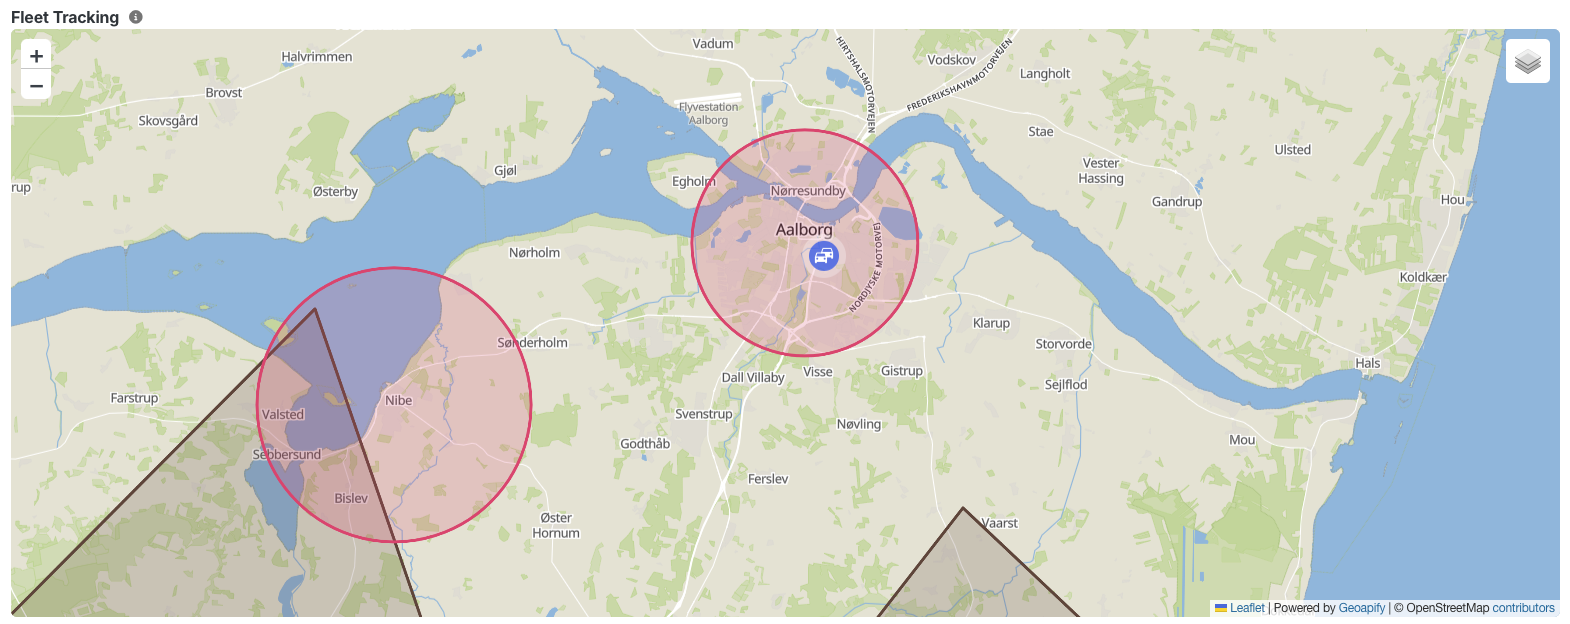 Fleet Tracking
+
−
Halvrimmen
Vadum
HIRTSHALSMOTORVEJEN
Vodskov
FREDERIKSHAVNMOTORVEJEN
Langholt
Brovst
Skovsgård
Flyvestation
Aalborg
Stae
Ulsted
Gjøl
Vester
Hassing
Egholm
rup
Østerby
Nørresundby
Gandrup
Hou
Aalborg
NORDJYSKE MOTORVEJ
Nørholm
Koldkær
Klarup
Sønderholm
Storvorde
Hals
Dall Villaby
Visse
Gistrup
Sejlflod
Farstrup
Nibe
Valsted
Svenstrup
Nøvling
Godthåb
Mou
Sebbersund
Ferslev
Bislev
Øster
Hornum
Vaarst
Leaflet | Powered by Geoapify | © OpenStreetMap contributors